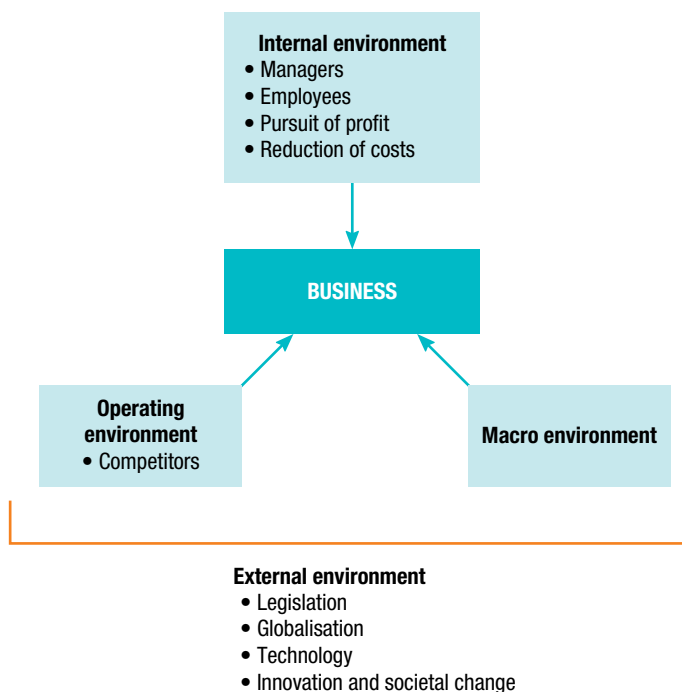 Internal environment
• Managers
• Employees
• Pursuit of profit
• Reduction of costs
BUSINESS
Operating
environment
• Competitors
Macro environment
External environment
• Legislation
• Globalisation
• Technology
• Innovation and societal change